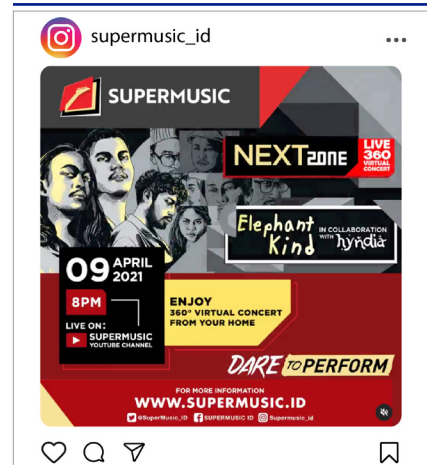 supermusic_id
SUPERMUSIC
NEXTZONE
LIVE
360
VIRTUAL
CONCERT
Elephant
Kind
IN COLLABORATION
WITH hyndia
09 APRIL
2021
8PM
LIVE ON:
SUPERMUSIC
YOUTUBE CHANNEL
ENJOY
360° VIRTUAL CONCERT
FROM YOUR HOME
DARE TO PERFORM
FOR MORE INFORMATION
WWW.SUPERMUSIC.ID
@SuperMusic_ID SUPERMUSIC ID Supermusic_id